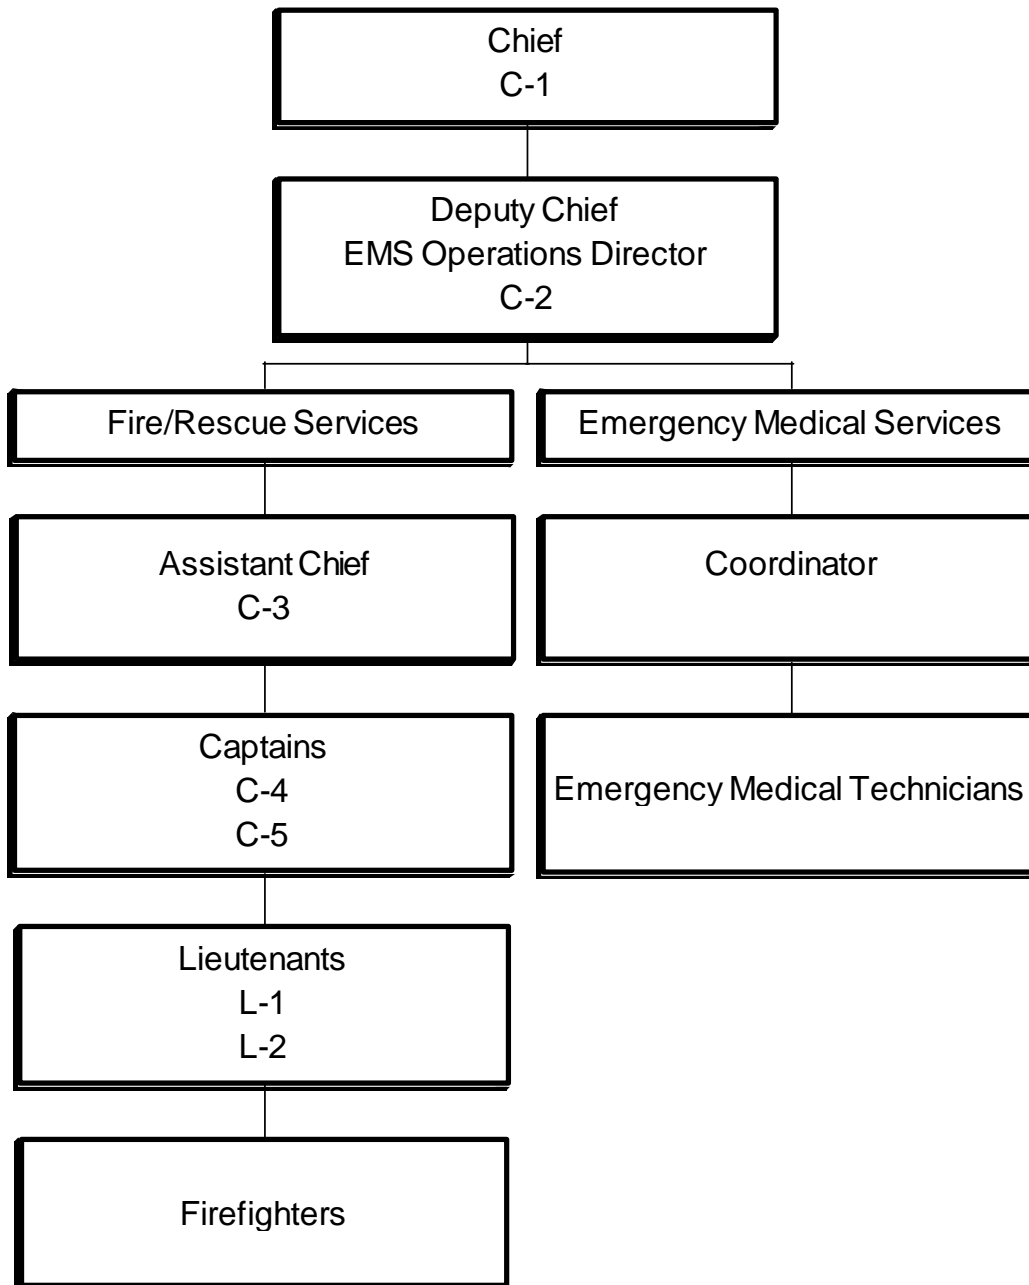 Chief
C-1
Deputy Chief
EMS Operations Director
C-2
Fire/Rescue Services
Emergency Medical Services
Assistant Chief
C-3
Coordinator
Captains
C-4
C-5
Emergency Medical Technicians
Lieutenants
L-1
L-2
Firefighters